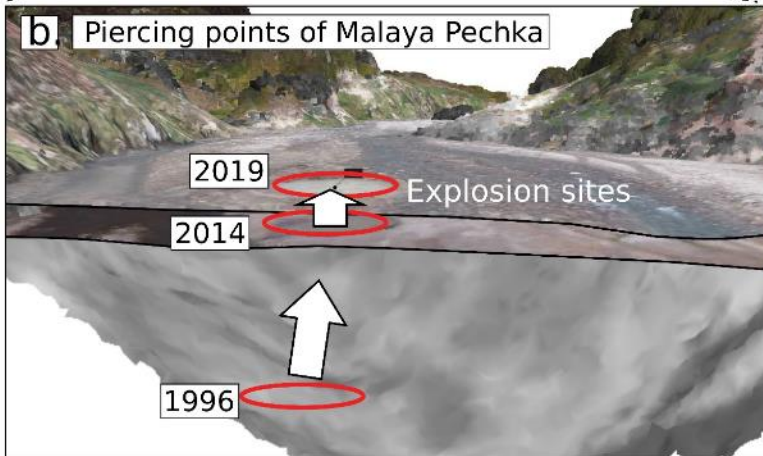 b. Piercing points of Malaya Pechka
2019
Explosion sites
2014
1996